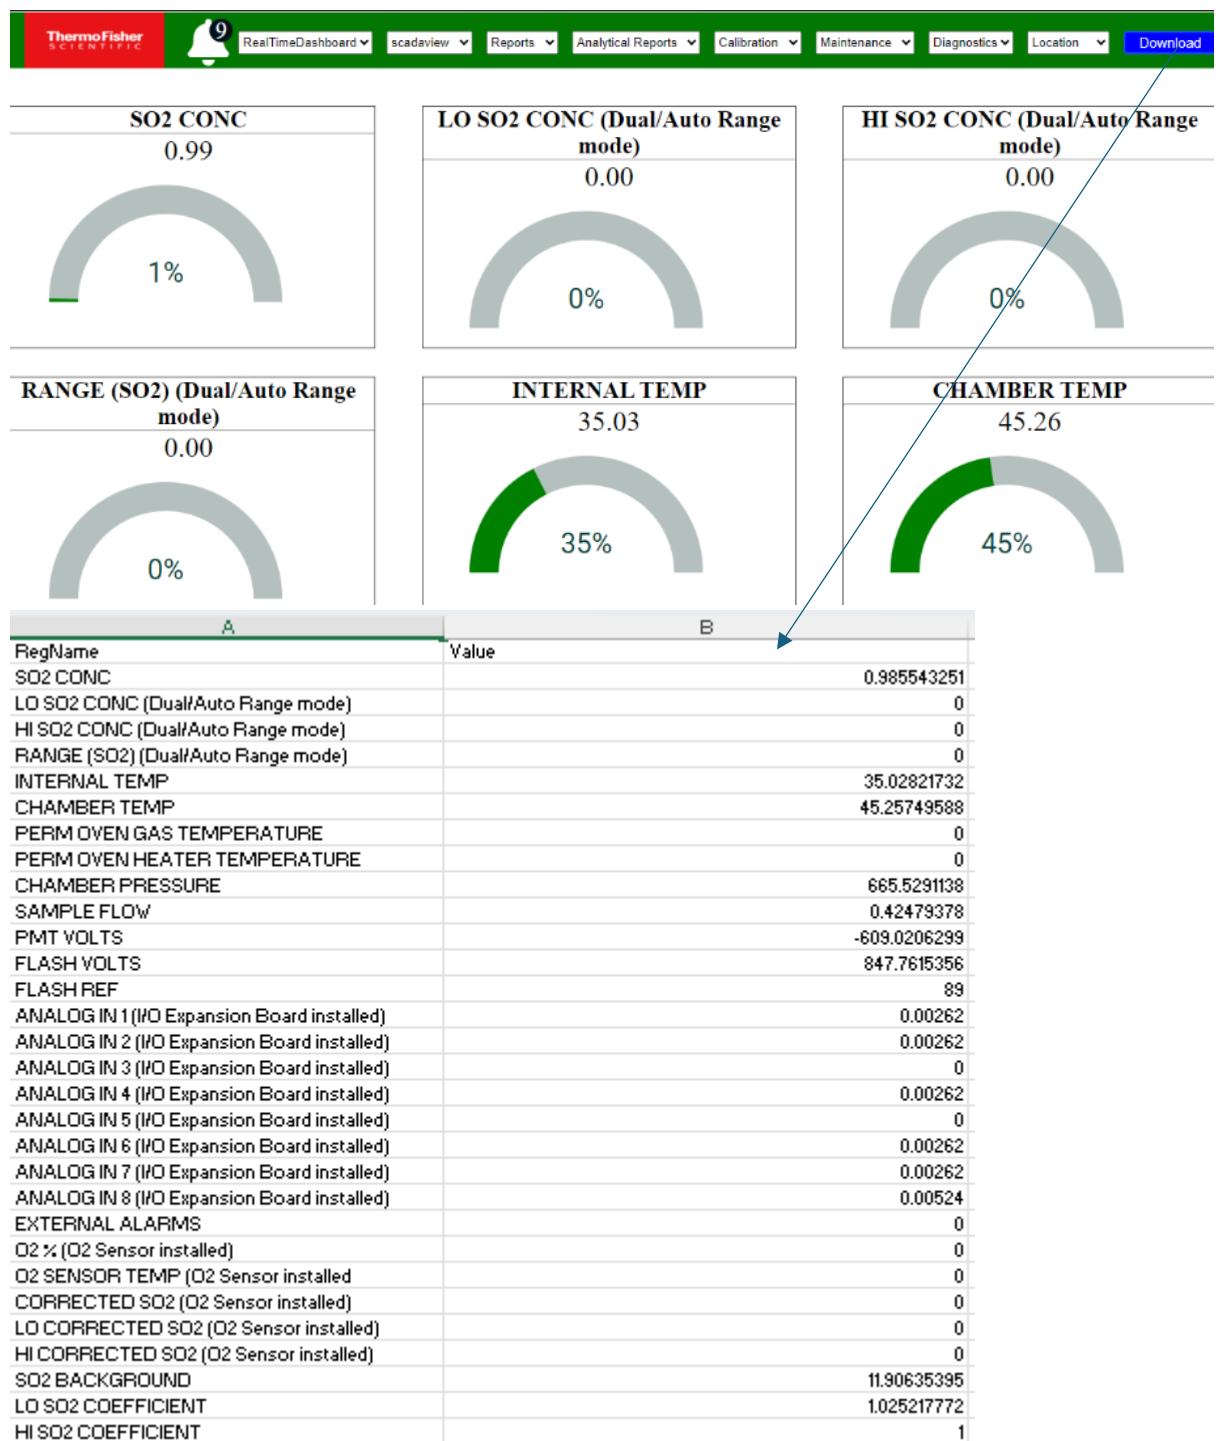 ThermoFisher
SCIENTIFIC
9
RealTimeDashboard
scadaview
Reports
Analytical Reports
Calibration
Maintenance
Diagnostics
Location
Download
SO2 CONC
0.99
1%
LO SO2 CONC (Dual/Auto Range
mode)
0.00
0%
HI SO2 CONC (Dual/Auto Range
mode)
0.00
0%
RANGE (SO2) (Dual/Auto Range
mode)
0.00
0%
INTERNAL TEMP
35.03
35%
CHAMBER TEMP
45.26
45%
A B
RegName Value
SO2 CONC 0.985543251
LO SO2 CONC (Dual/Auto Range mode) 0
HI SO2 CONC (Dual/Auto Range mode) 0
RANGE (SO2) (Dual/Auto Range mode) 0
INTERNAL TEMP 35.02821732
CHAMBER TEMP 45.25749588
PERM OVEN GAS TEMPERATURE 0
PERM OVEN HEATER TEMPERATURE 0
CHAMBER PRESSURE 665.5291138
SAMPLE FLOW 0.42479378
PMT VOLTS -609.0206299
FLASH VOLTS 847.7615356
FLASH REF 89
ANALOG IN 1 (I/O Expansion Board installed) 0.00262
ANALOG IN 2 (I/O Expansion Board installed) 0.00262
ANALOG IN 3 (I/O Expansion Board installed) 0
ANALOG IN 4 (I/O Expansion Board installed) 0.00262
ANALOG IN 5 (I/O Expansion Board installed) 0
ANALOG IN 6 (I/O Expansion Board installed) 0.00262
ANALOG IN 7 (I/O Expansion Board installed) 0.00262
ANALOG IN 8 (I/O Expansion Board installed) 0.00524
EXTERNAL ALARMS 0
O2 % (O2 Sensor installed) 0
O2 SENSOR TEMP (O2 Sensor installed 0
CORRECTED SO2 (O2 Sensor installed) 0
LO CORRECTED SO2 (O2 Sensor installed) 0
HI CORRECTED SO2 (O2 Sensor installed) 0
SO2 BACKGROUND 11.90635395
LO SO2 COEFFICIENT 1.025217772
HI SO2 COEFFICIENT 1